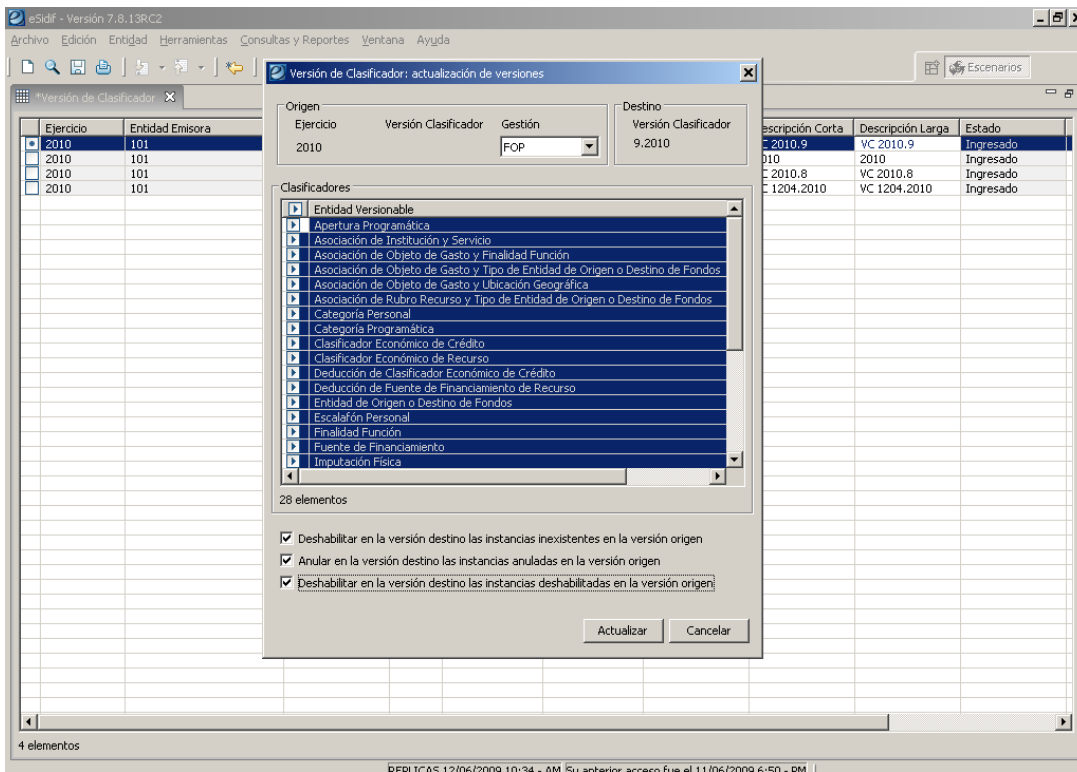 eSidif - Versión 7.8.13RC2
Archivo Edición Entidad Herramientas Consultas y Reportes Ventana Ayuda
Escenarios
*Versión de Clasificador
Ejercicio Entidad Emisora
2010 101
2010 101
2010 101
2010 101
Versión de Clasificador: actualización de versiones
Origen
Ejercicio Versión Clasificador Gestión
2010 FOP
Destino
Versión Clasificador
9.2010
Clasificadores
Entidad Versionable
Apertura Programática
Asociación de Institución y Servicio
Asociación de Objeto de Gasto y Finalidad Función
Asociación de Objeto de Gasto y Tipo de Entidad de Origen o Destino de Fondos
Asociación de Objeto de Gasto y Ubicación Geográfica
Asociación de Rubro Recurso y Tipo de Entidad de Origen o Destino de Fondos
Categoría Personal
Categoría Programática
Clasificador Económico de Crédito
Clasificador Económico de Recurso
Deducción de Clasificador Económico de Crédito
Deducción de Fuente de Financiamiento de Recurso
Entidad de Origen o Destino de Fondos
Escalafón Personal
Finalidad Función
Fuente de Financiamiento
Imputación Física
28 elementos
Deshabilitar en la versión destino las instancias inexistentes en la versión origen
Anular en la versión destino las instancias anuladas en la versión origen
Deshabilitar en la versión destino las instancias deshabilitadas en la versión origen
Actualizar Cancelar
escripción Corta Descripción Larga Estado
C 2010.9 VC 2010.9 Ingresado
010 2010 Ingresado
C 2010.8 VC 2010.8 Ingresado
C 1204.2010 VC 1204.2010 Ingresado
4 elementos
REPLICAS 12/06/2009 10:34 - AM Su anterior acceso fue el 11/06/2009 6:50 - PM